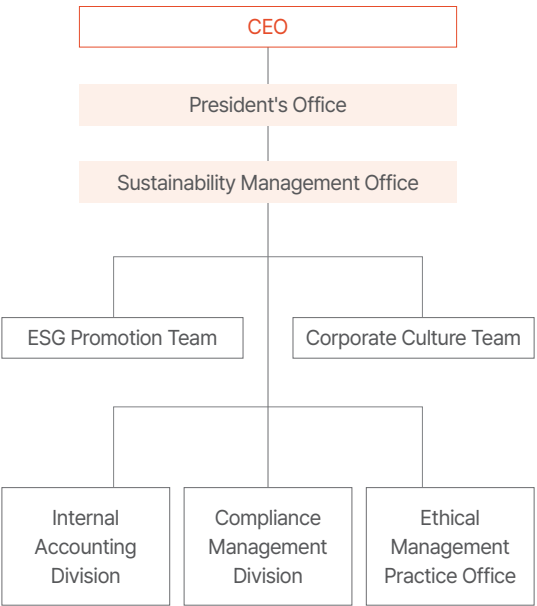 CEO
President's Office
Sustainability Management Office
ESG Promotion Team
Corporate Culture Team
Internal
Accounting
Division
Compliance
Management
Division
Ethical
Management
Practice Office